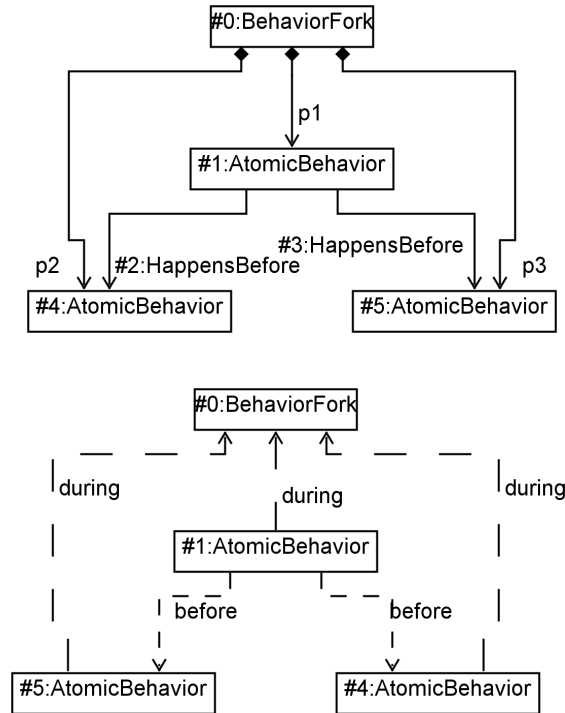 #0:BehaviorFork
p1
#1:AtomicBehavior
#3:HappensBefore
p2
#2:HappensBefore
p3
#4:AtomicBehavior
#5:AtomicBehavior
#0:BehaviorFork
during
during
during
#1:AtomicBehavior
before
before
#5:AtomicBehavior
#4:AtomicBehavior